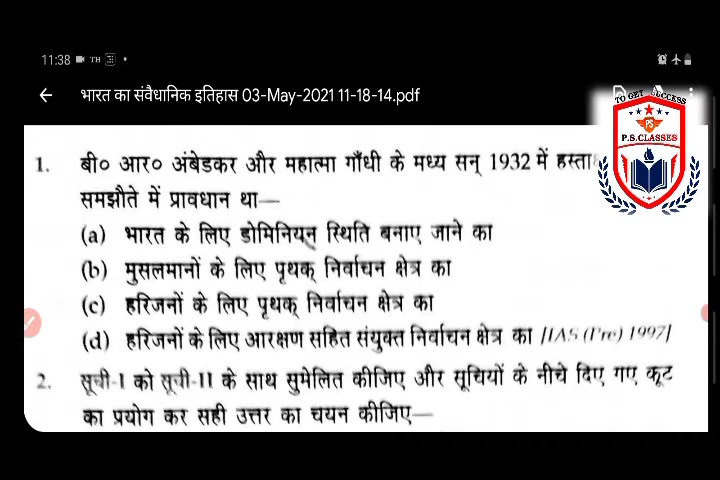 11:38 TH
← भारत का संवैधानिक इतिहास 03-May-2021 11-18-14.pdf
TO GET SUCCESS
PS
P.S.CLASSES
1. बी० आर० अंबेडकर और महात्मा गाँधी के मध्य सन् 1932 में
समझौते में प्रावधान था—
(a) भारत के लिए डोमिनियन स्थिति बनाए जाने का
(b) मुसलमानों के लिए पृथक् निर्वाचन क्षेत्र का
(c) हरिजनों के लिए पृथक् निर्वाचन क्षेत्र का
(d) हरिजनों के लिए आरक्षण सहित संयुक्त निर्वाचन क्षेत्र का [IAS (Pre) 1997]
2. सूची-I को सूची-II के साथ सुमेलित कीजिए और सूचियों के नीचे दिए गए कूट
का प्रयोग कर सही उत्तर का चयन कीजिए—